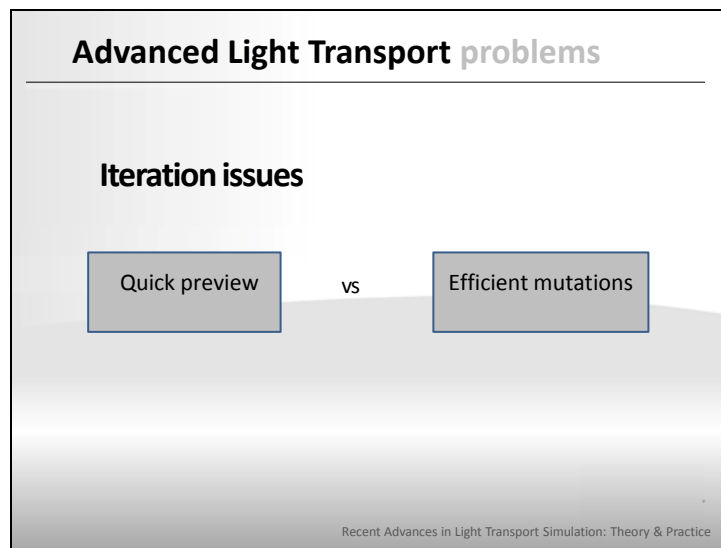 Advanced Light Transport problems
Iteration issues
Quick preview vs Efficient mutations
Recent Advances in Light Transport Simulation: Theory & Practice